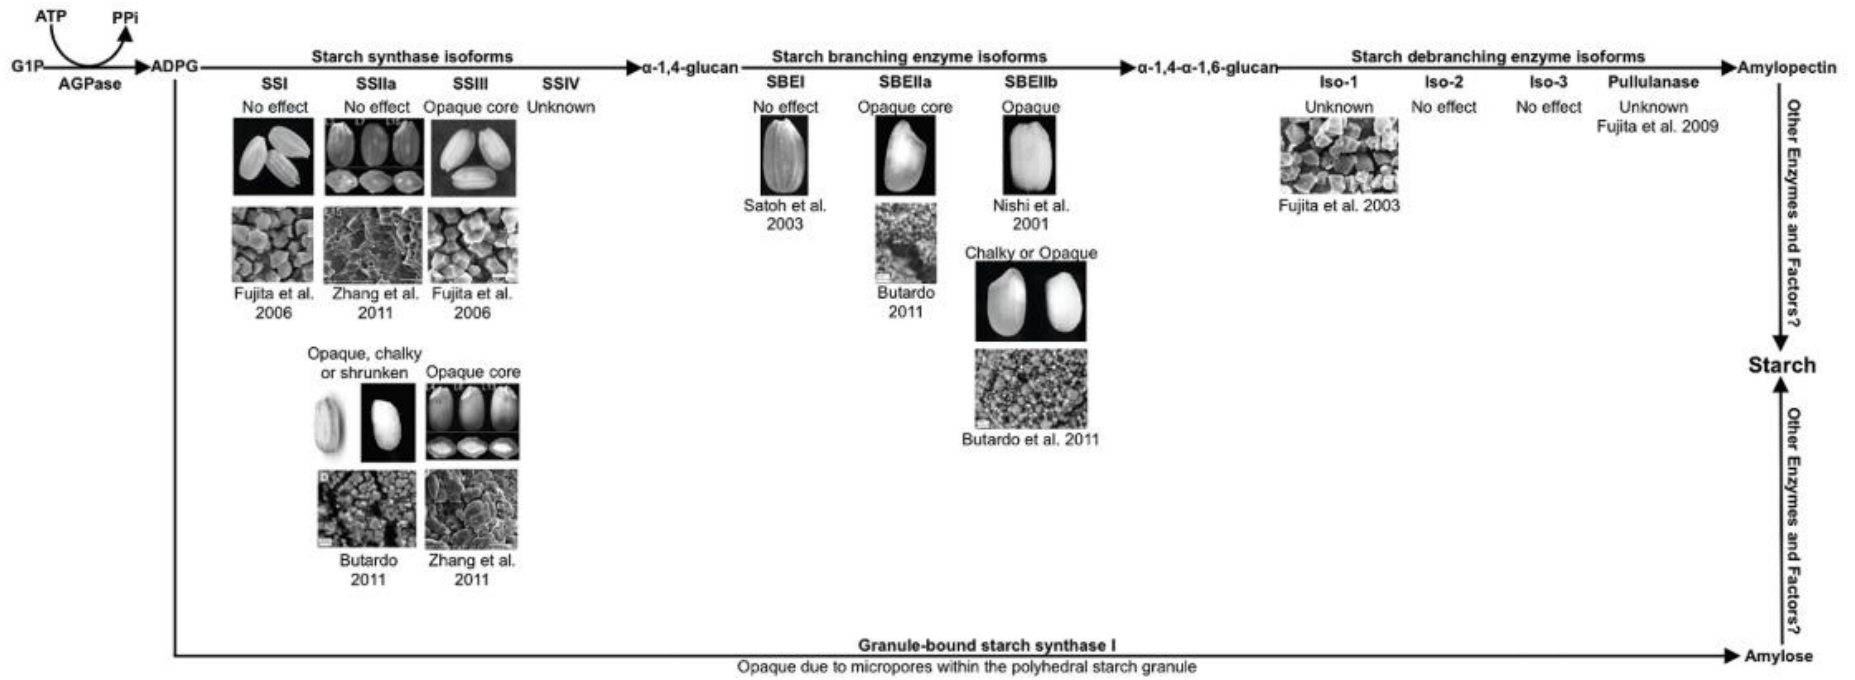 ATP
PPi
G1P
AGPase
ADPG
Starch synthase isoforms
α-1,4-glucan
Starch branching enzyme isoforms
α-1,4-α-1,6-glucan
Starch debranching enzyme isoforms
Amylopectin
SSI
SSIIa
SSIII
SSIV
No effect
No effect
Opaque core
Unknown
Fujita et al.
2006
Zhang et al.
2011
Fujita et al.
2006
Opaque, chalky
or shrunken
Opaque core
Butardo
2011
Zhang et al.
2011
SBEI
SBEIIa
SBEIIb
No effect
Opaque core
Opaque
Satoh et al.
2003
Butardo
2011
Nishi et al.
2001
Chalky or Opaque
Butardo et al. 2011
Iso-1
Iso-2
Iso-3
Pullulanase
Unknown
No effect
No effect
Unknown
Fujita et al. 2009
Fujita et al. 2003
Other Enzymes and Factors?
Starch
Other Enzymes and Factors?
Granule-bound starch synthase I
Opaque due to micropores within the polyhedral starch granule
Amylose